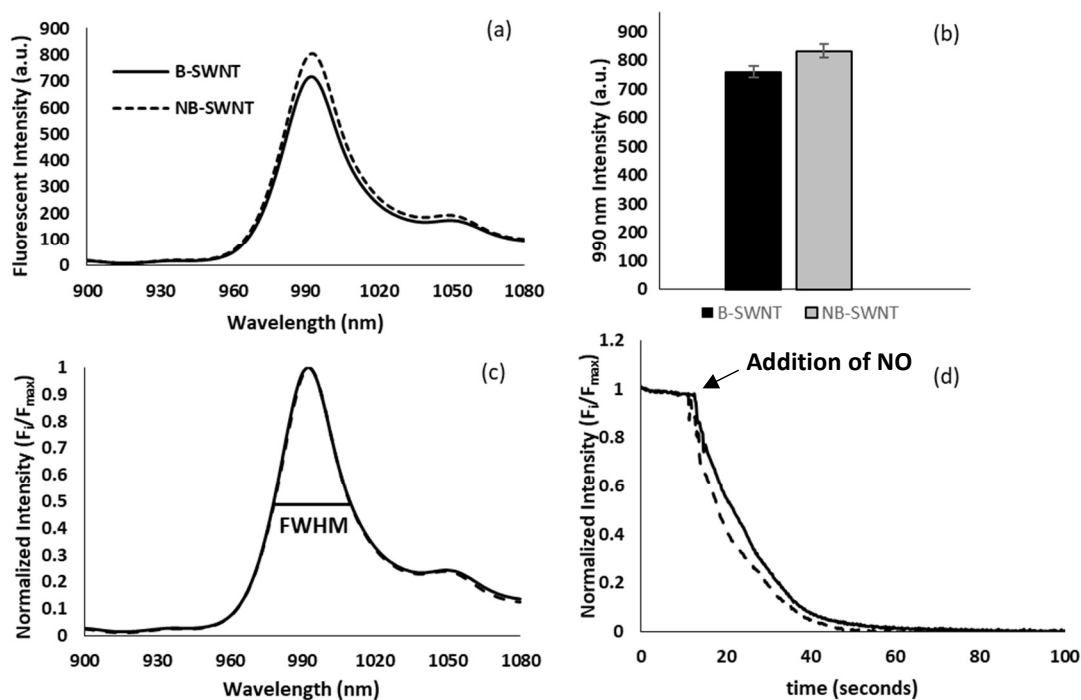 (a)
Fluorescent Intensity (a.u.)
900
800
700
600
500
400
300
200
100
0
B-SWNT
NB-SWNT
900 930 960 990 1020 1050 1080
Wavelength (nm)
(b)
990 nm Intensity (a.u.)
900
800
700
600
500
400
300
200
100
0
B-SWNT NB-SWNT
(c)
Normalized Intensity (Fi/Fmax)
1
0.9
0.8
0.7
0.6
0.5
0.4
0.3
0.2
0.1
0
FWHM
900 930 960 990 1020 1050 1080
Wavelength (nm)
(d)
Normalized Intensity (Fi/Fmax)
1.2
1
0.8
0.6
0.4
0.2
0
Addition of NO
0 20 40 60 80 100
time (seconds)